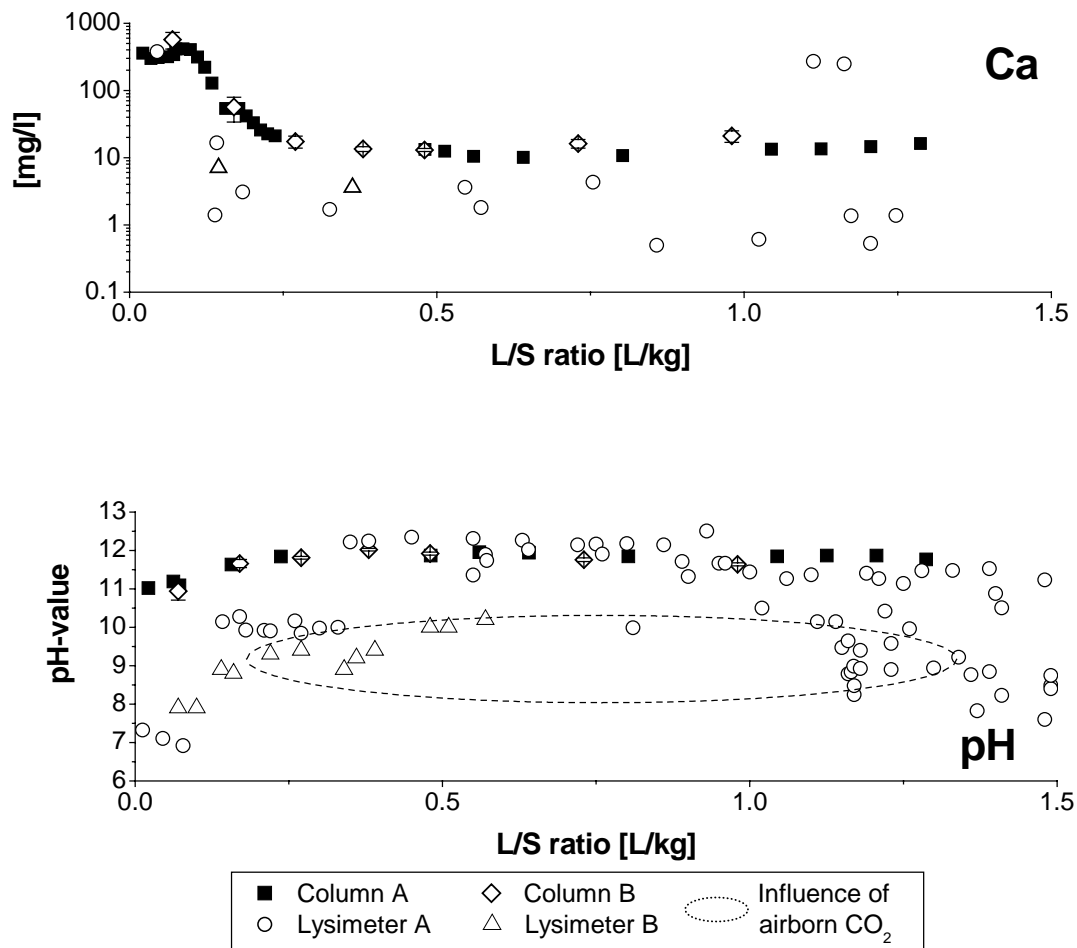 1000
100
10
1
0.1
[mg/l]
Ca
0.0
0.5
1.0
1.5
L/S ratio [L/kg]
13
12
11
10
9
8
7
6
pH-value
pH
0.0
0.5
1.0
1.5
L/S ratio [L/kg]
Column A
Column B
Influence of
Lysimeter A
Lysimeter B
airborn CO2